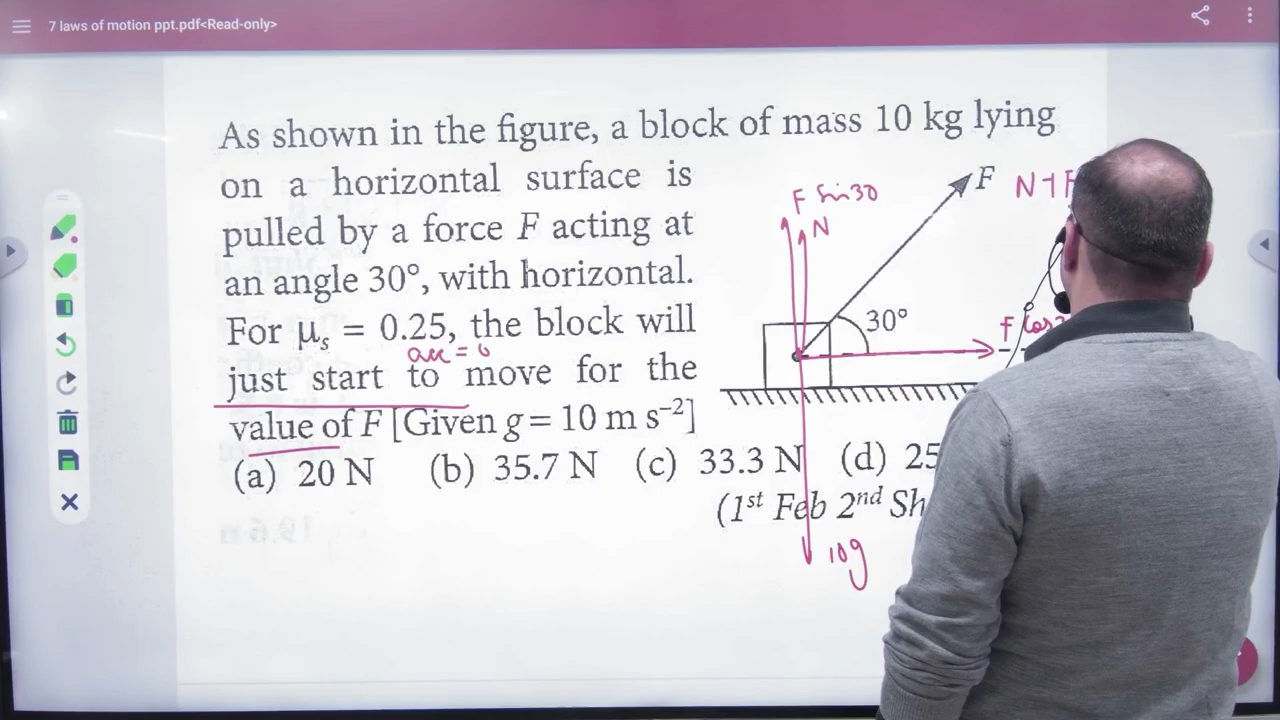 7 laws of motion ppt.pdf<Read-only>
As shown in the figure, a block of mass 10 kg lying
on a horizontal surface is
pulled by a force F acting at
an angle 30°, with horizontal.
For μs = 0.25, the block will
acc = 0
just start to move for the
value of F [Given g = 10 m s⁻²]
(a) 20 N (b) 35.7 N (c) 33.3 N (d) 25
(1st Feb 2nd Sh
F
F Sin30
N
N + F
30°
F Cos
10g